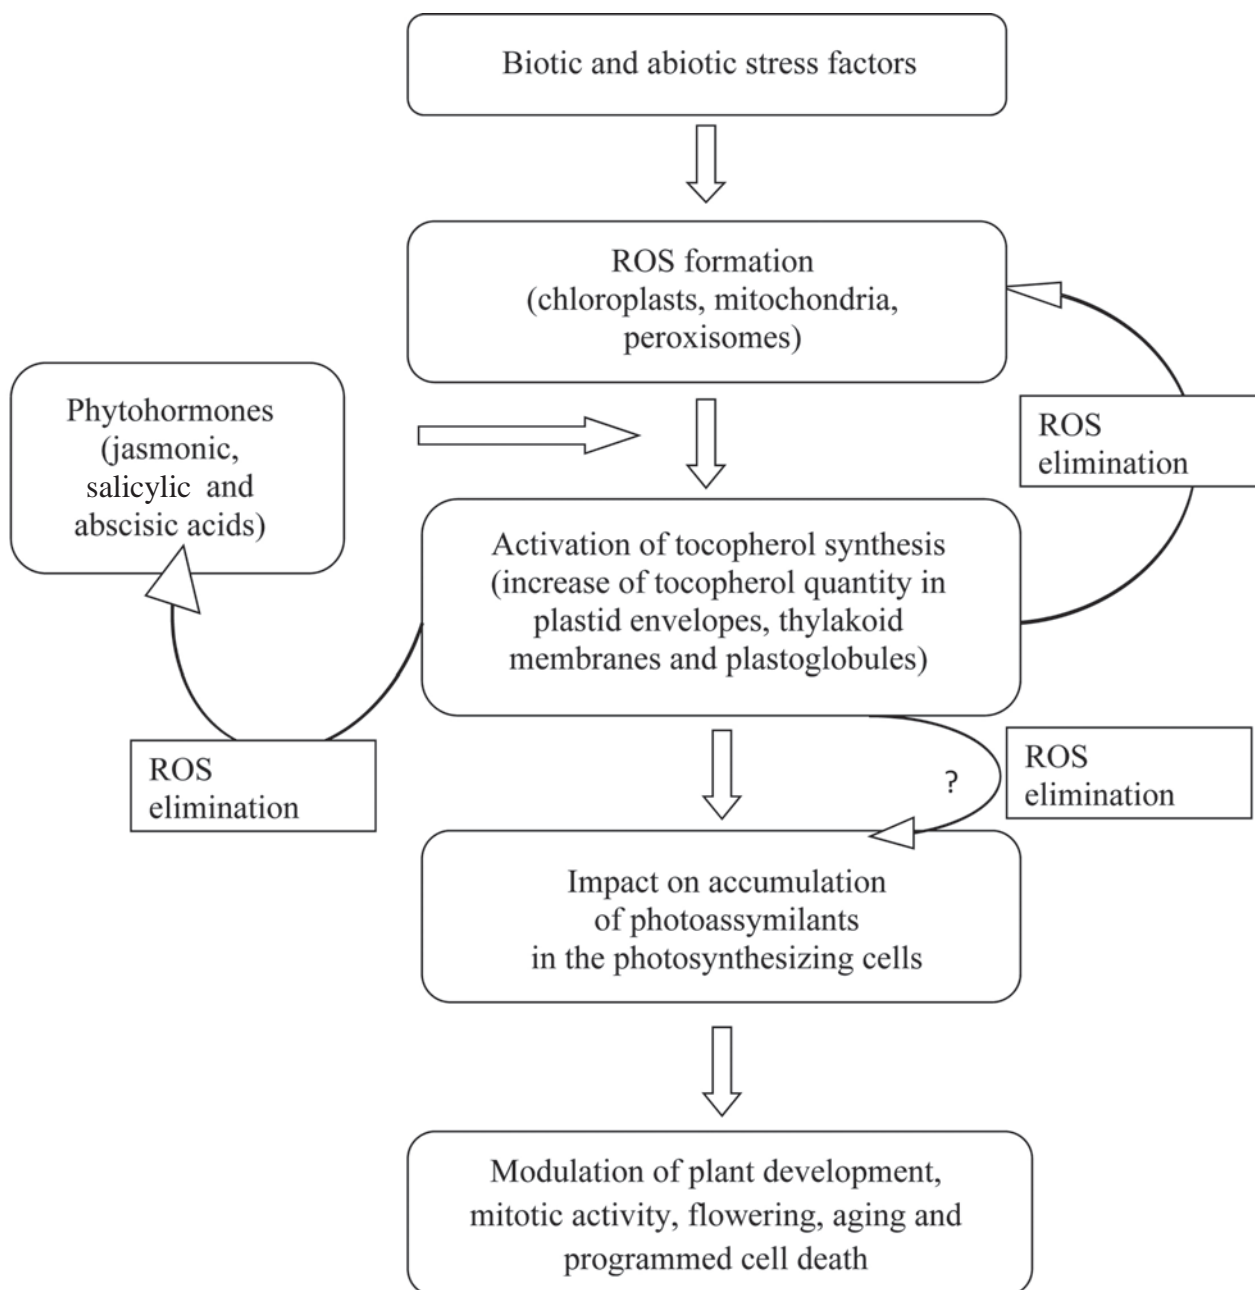 Biotic and abiotic stress factors
ROS formation
(chloroplasts, mitochondria,
peroxisomes)
Phytohormones
(jasmonic,
salicylic and
abscisic acids)
ROS
elimination
Activation of tocopherol synthesis
(increase of tocopherol quantity in
plastid envelopes, thylakoid
membranes and plastoglobules)
ROS
elimination
?
ROS
elimination
Impact on accumulation
of photoassymilants
in the photosynthesizing cells
Modulation of plant development,
mitotic activity, flowering, aging and
programmed cell death